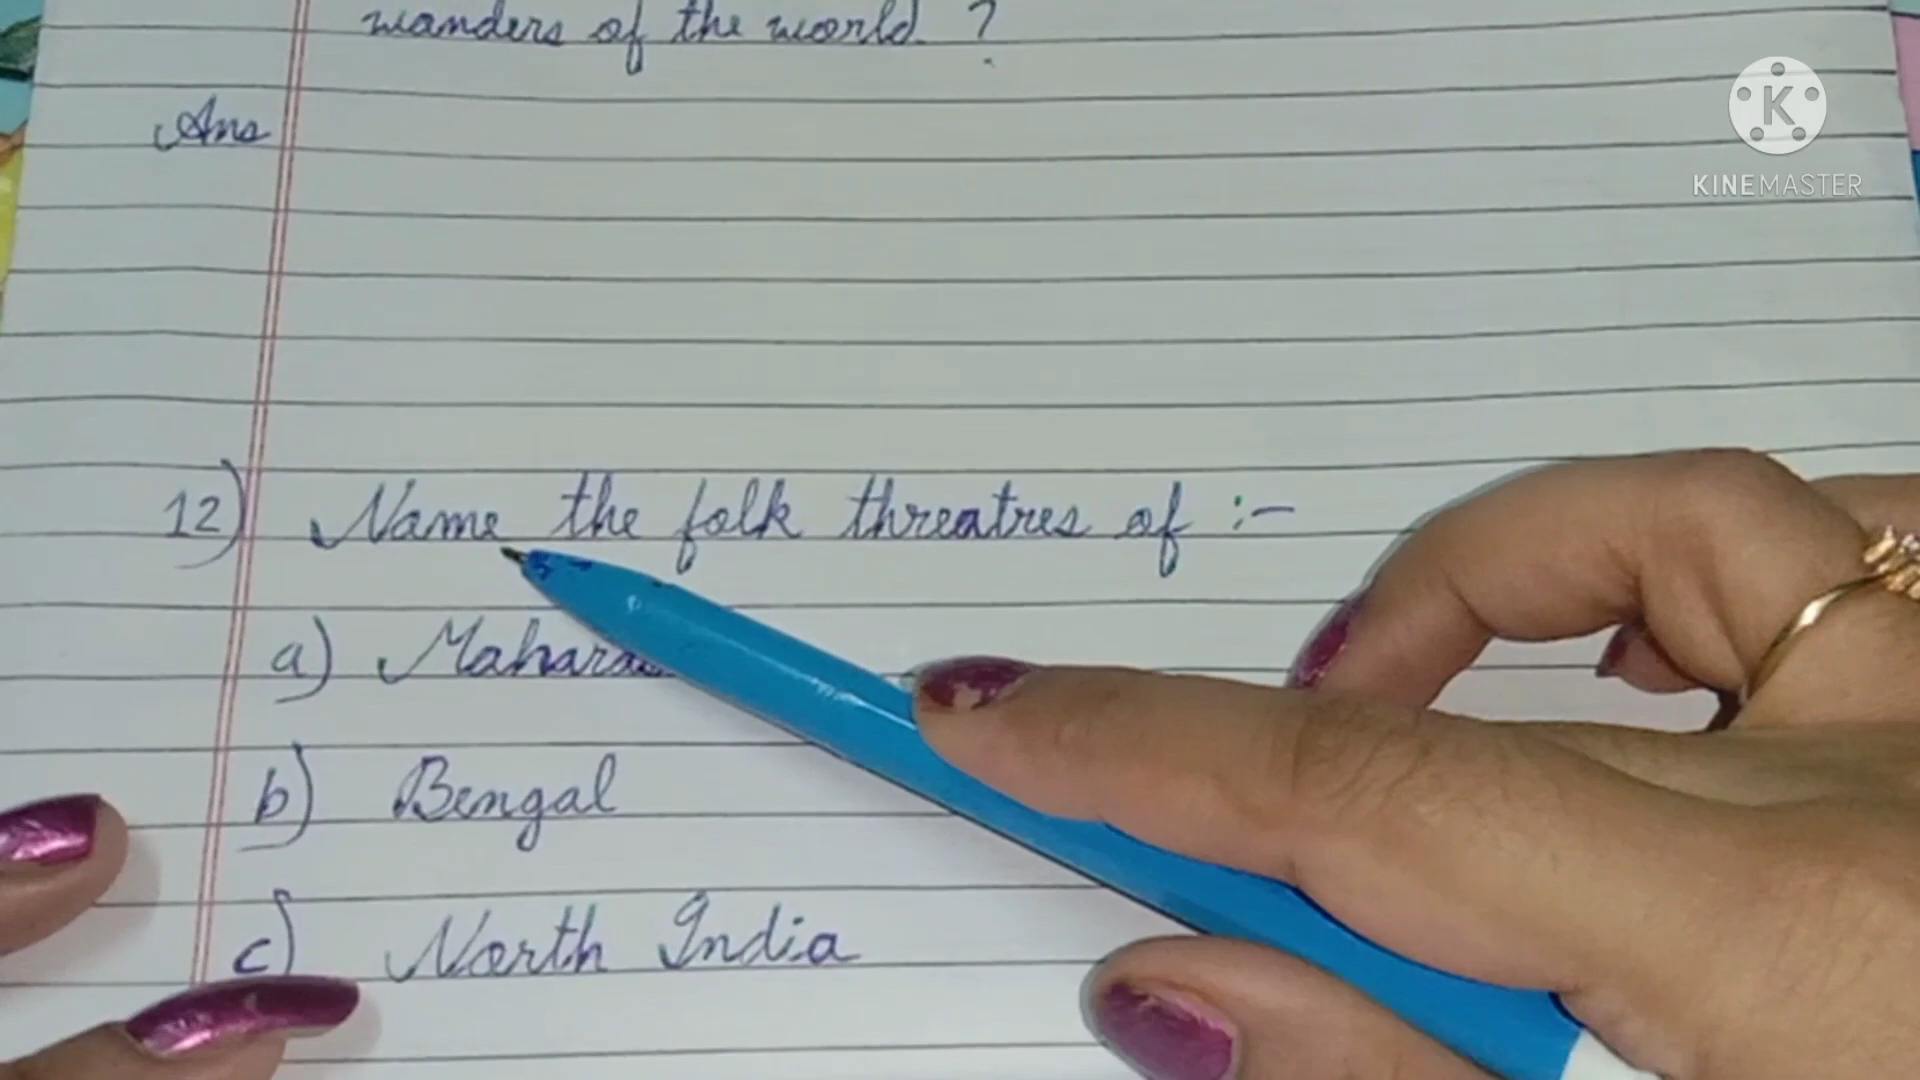 wanders of the world ?
Ans
K
KINEMASTER
12) Name the folk threatres of :-
a)
b) Bengal
c) North India